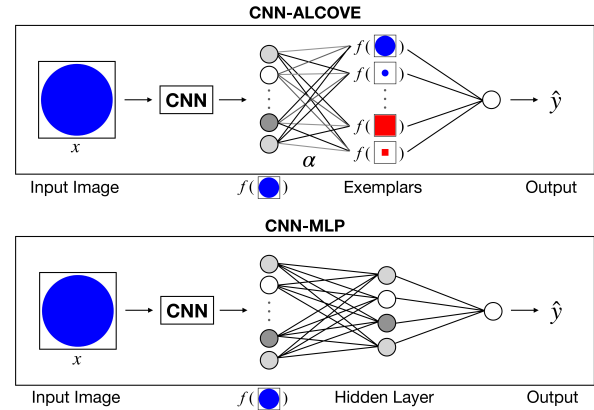 CNN-ALCOVE
f( )
f( )
CNN
ŷ
f( )
x
f( )
α
Input Image
f( )
Exemplars
Output
CNN-MLP
CNN
ŷ
x
Input Image
f( )
Hidden Layer
Output